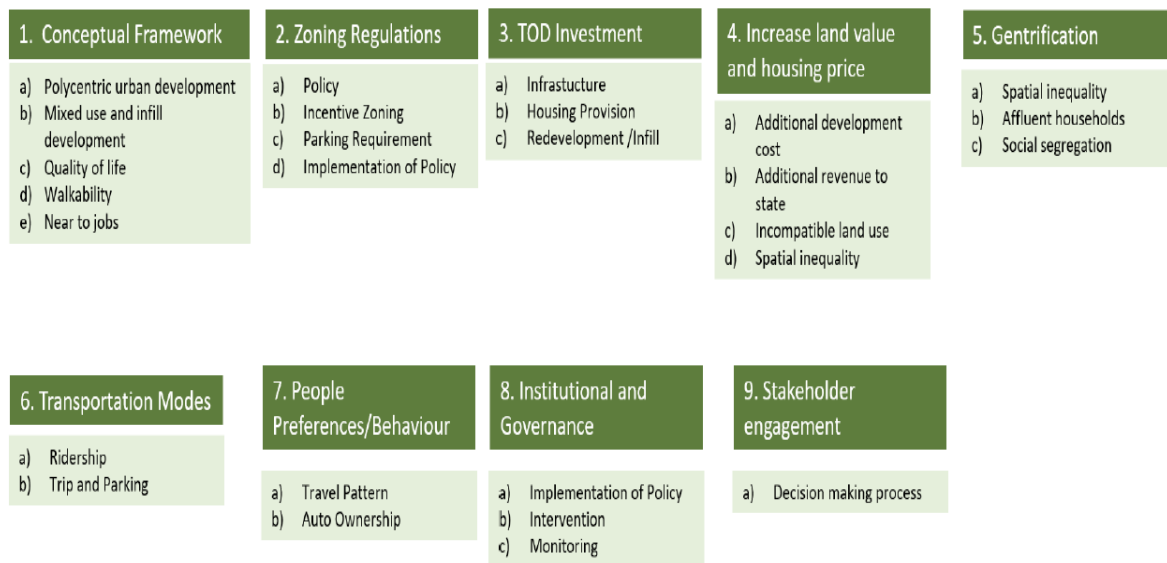 1. Conceptual Framework
a) Polycentric urban development
b) Mixed use and infill
development
c) Quality of life
d) Walkability
e) Near to jobs
2. Zoning Regulations
a) Policy
b) Incentive Zoning
c) Parking Requirement
d) Implementation of Policy
3. TOD Investment
a) Infrastucture
b) Housing Provision
c) Redevelopment /Infill
4. Increase land value
and housing price
a) Additional development
cost
b) Additional revenue to
state
c) Incompatible land use
d) Spatial inequality
5. Gentrification
a) Spatial inequality
b) Affluent households
c) Social segregation
6. Transportation Modes
a) Ridership
b) Trip and Parking
7. People
Preferences/Behaviour
a) Travel Pattern
b) Auto Ownership
8. Institutional and
Governance
a) Implementation of Policy
b) Intervention
c) Monitoring
9. Stakeholder
engagement
a) Decision making process